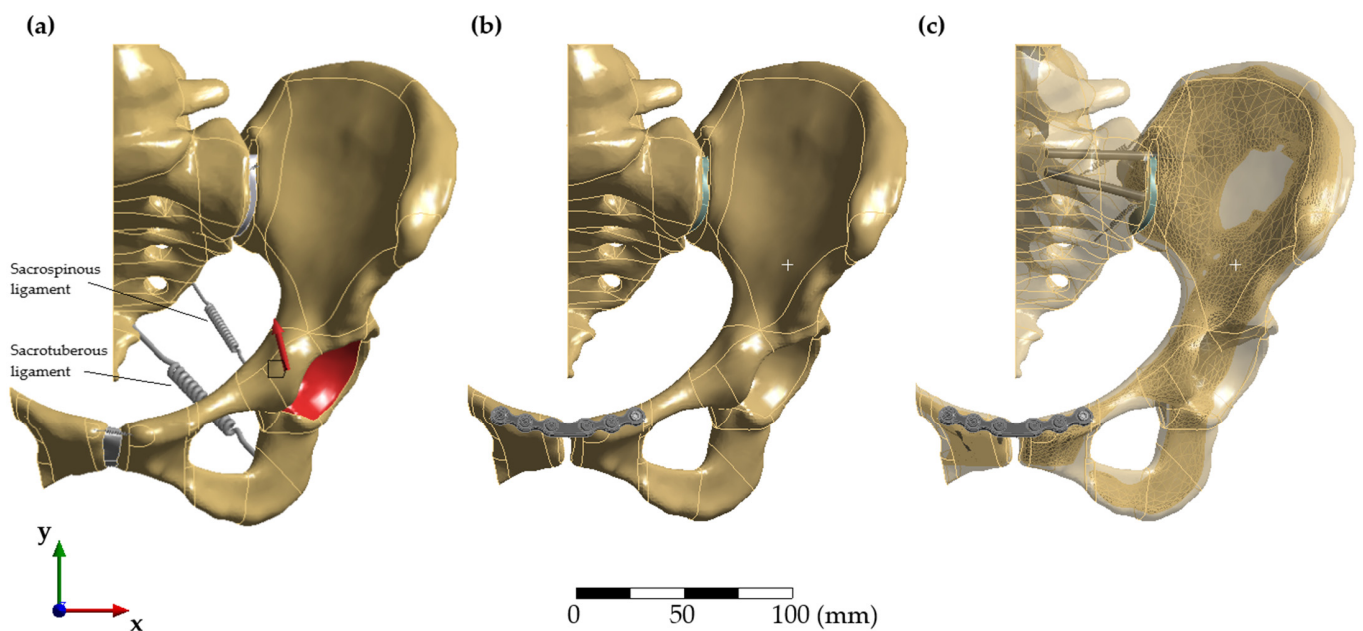 (a)
(b)
(c)
Sacrospinous
ligament
Sacrotuberous
ligament
y
x
0
50
100 (mm)